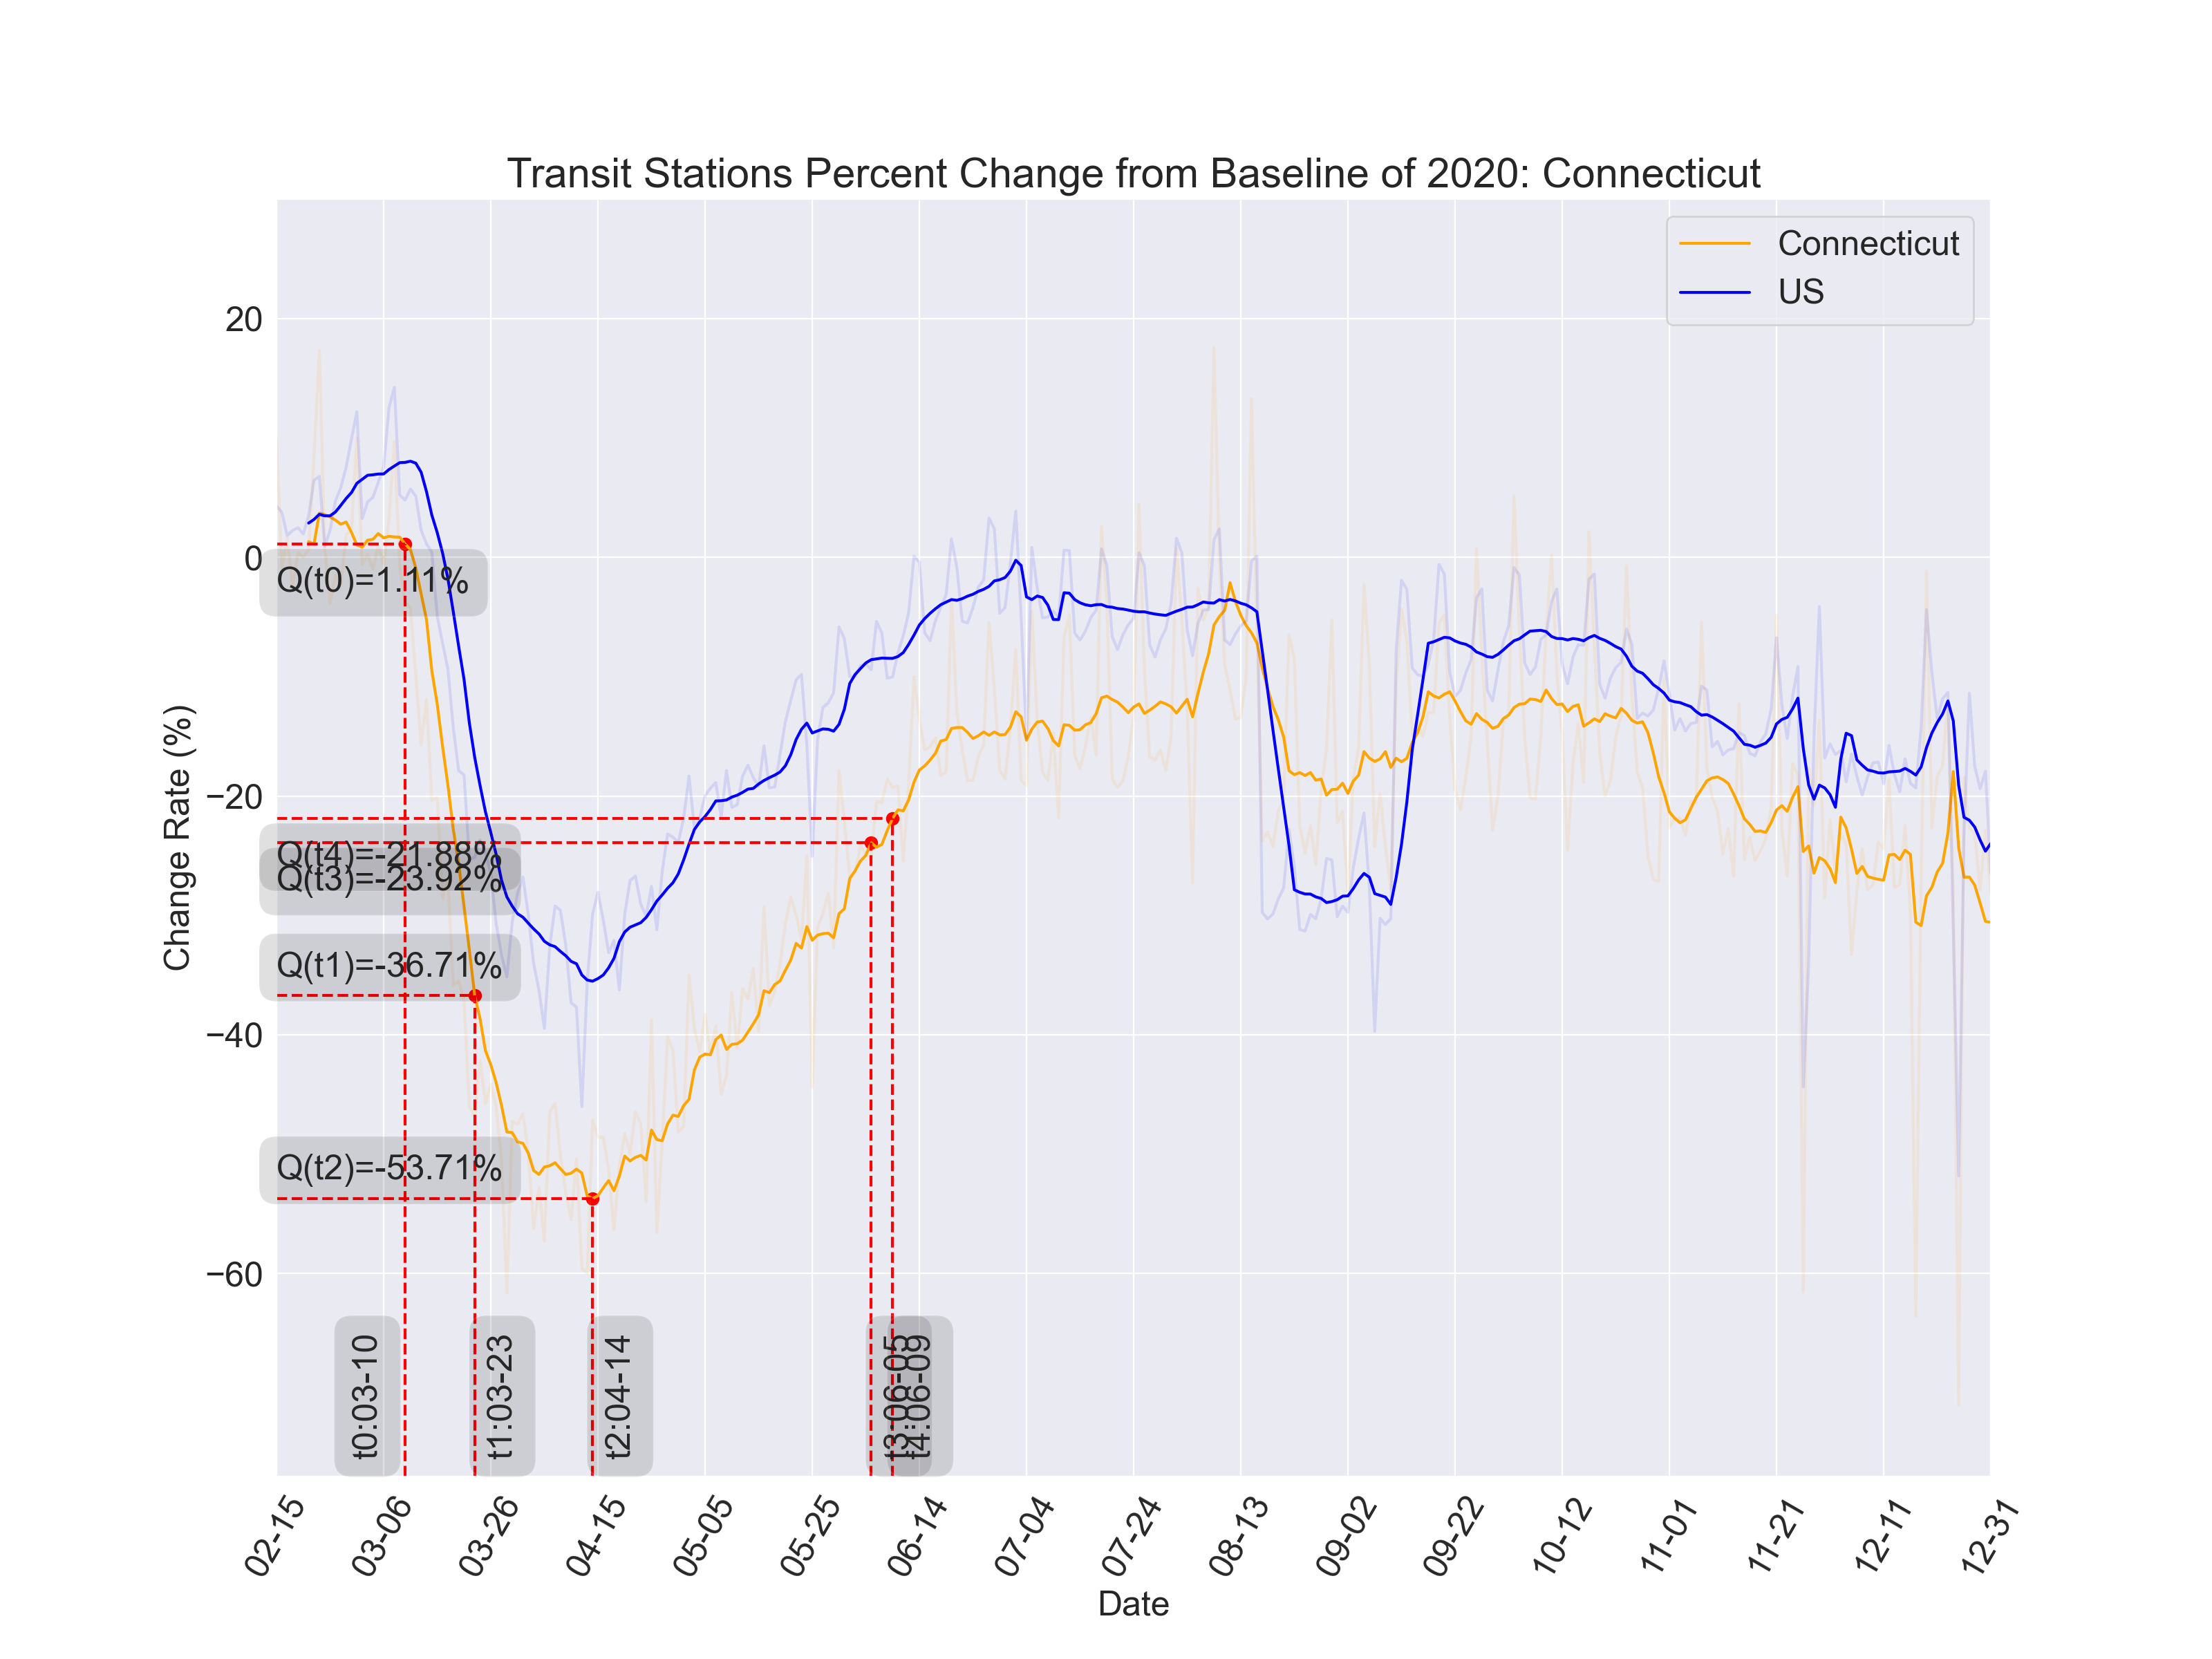 Transit Stations Percent Change from Baseline of 2020: Connecticut
Connecticut
US
Change Rate (%)
20
0
−20
−40
−60
Q(t0)=1.11%
Q(t4)=-21.88%
Q(t3)=-23.92%
Q(t1)=-36.71%
Q(t2)=-53.71%
t0:03-10
t1:03-23
t2:04-14
t3:06-05
t4:06-09
02-15
03-06
03-26
04-15
05-05
05-25
06-14
07-04
07-24
08-13
09-02
09-22
10-12
11-01
11-21
12-11
12-31
Date